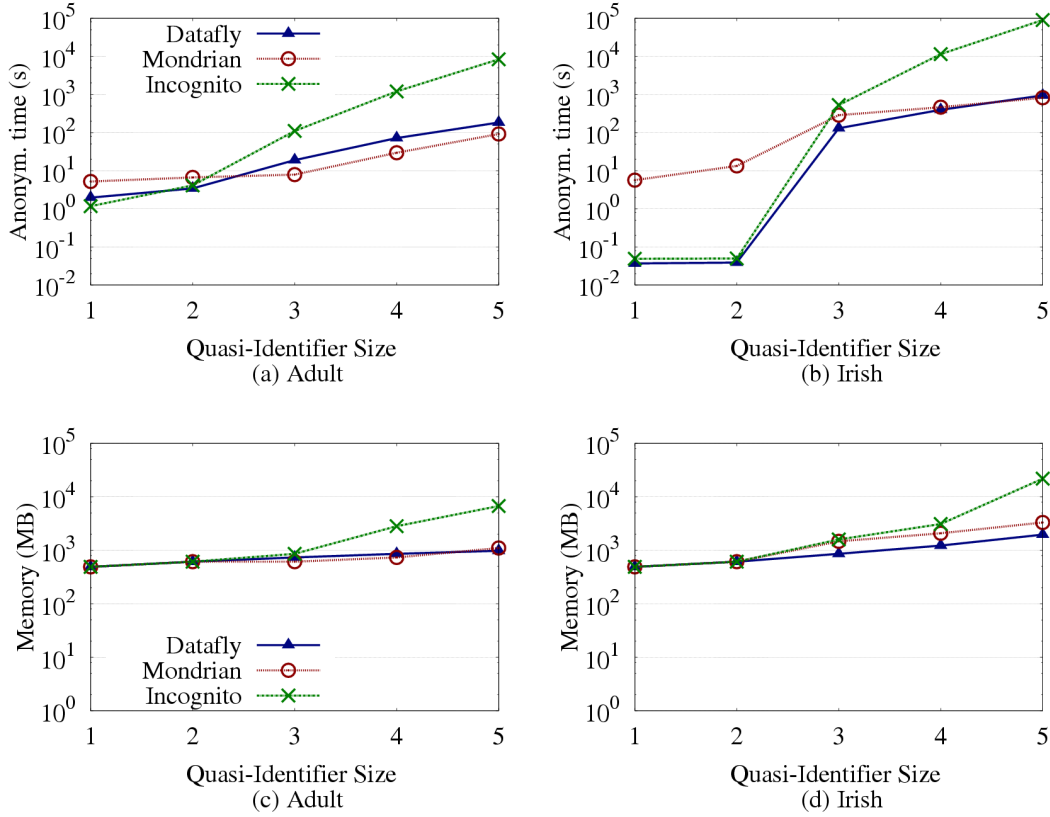 10^5
10^4
10^3
10^2
10^1
10^0
10^-1
10^-2
Anonym. time (s)
Datafly
Mondrian
Incognito
1 2 3 4 5
Quasi-Identifier Size
(a) Adult
10^5
10^4
10^3
10^2
10^1
10^0
10^-1
10^-2
Anonym. time (s)
1 2 3 4 5
Quasi-Identifier Size
(b) Irish
10^5
10^4
10^3
10^2
10^1
10^0
Memory (MB)
Datafly
Mondrian
Incognito
1 2 3 4 5
Quasi-Identifier Size
(c) Adult
10^5
10^4
10^3
10^2
10^1
10^0
Memory (MB)
1 2 3 4 5
Quasi-Identifier Size
(d) Irish